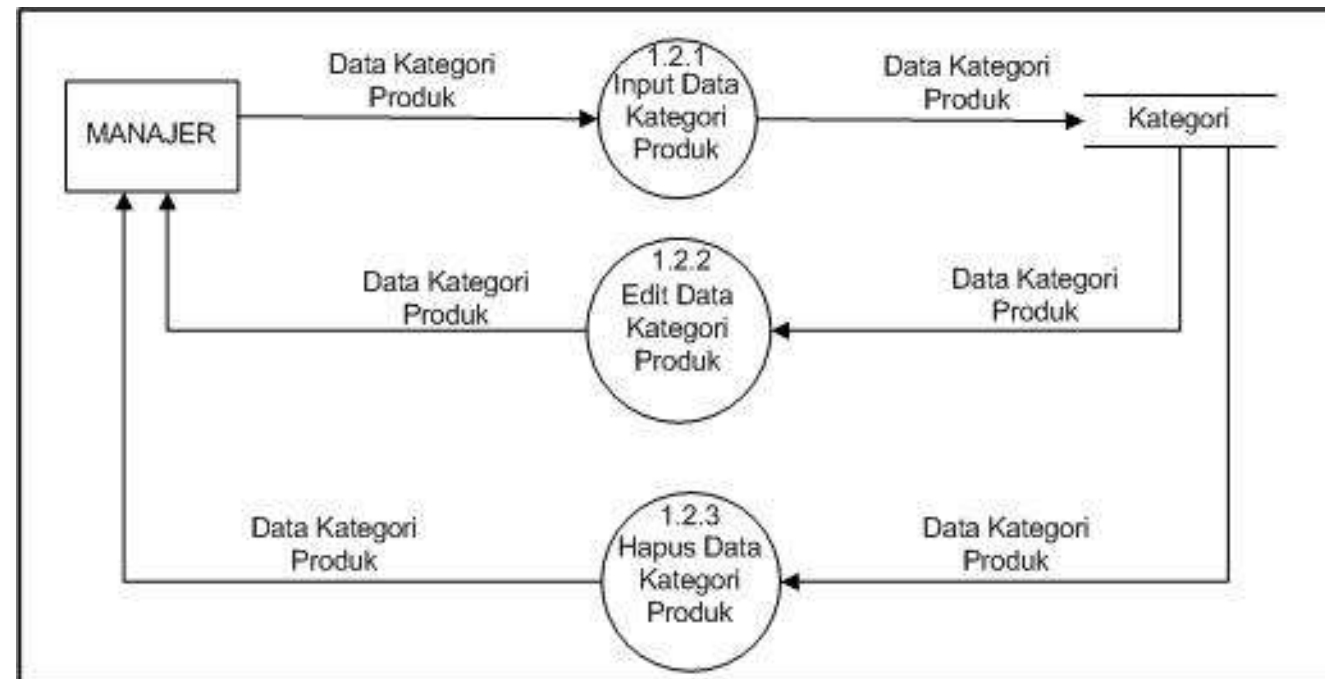 Data Kategori
Produk
1.2.1
Input Data
Kategori
Produk
Data Kategori
Produk
MANAJER
Kategori
Data Kategori
Produk
1.2.2
Edit Data
Kategori
Produk
Data Kategori
Produk
Data Kategori
Produk
1.2.3
Hapus Data
Kategori
Produk
Data Kategori
Produk